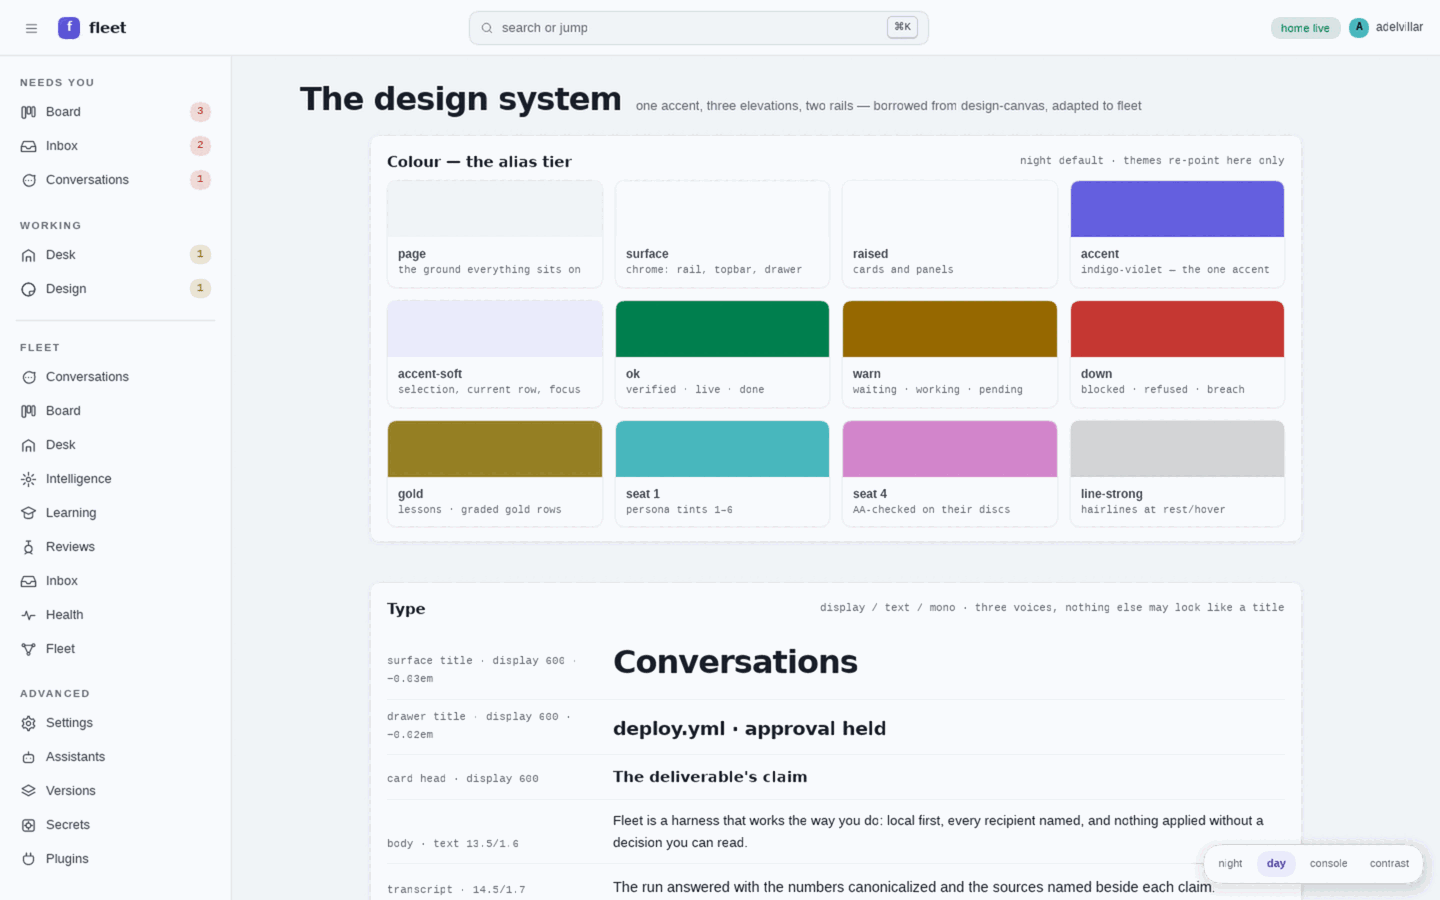 f fleet
search or jump
⌘K
home live
A adelvillar
NEEDS YOU
Board 3
Inbox 2
Conversations 1
WORKING
Desk 1
Design 1
FLEET
Conversations
Board
Desk
Intelligence
Learning
Reviews
Inbox
Health
Fleet
ADVANCED
Settings
Assistants
Versions
Secrets
Plugins
The design system one accent, three elevations, two rails — borrowed from design-canvas, adapted to fleet
Colour — the alias tier
night default · themes re-point here only
page
the ground everything sits on
surface
chrome: rail, topbar, drawer
raised
cards and panels
accent
indigo-violet — the one accent
accent-soft
selection, current row, focus
ok
verified · live · done
warn
waiting · working · pending
down
blocked · refused · breach
gold
lessons · graded gold rows
seat 1
persona tints 1–6
seat 4
AA-checked on their discs
line-strong
hairlines at rest/hover
Type
display / text / mono · three voices, nothing else may look like a title
surface title · display 600 ·
−0.03em
Conversations
drawer title · display 600 ·
−0.02em
deploy.yml · approval held
card head · display 600
The deliverable's claim
body · text 13.5/1.6
Fleet is a harness that works the way you do: local first, every recipient named, and nothing applied without a
decision you can read.
transcript · 14.5/1.7
The run answered with the numbers canonicalized and the sources named beside each claim.
night day console contrast